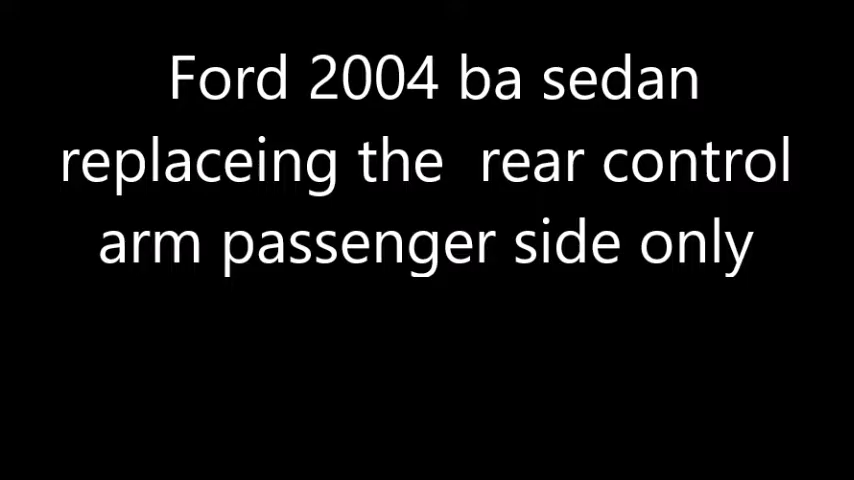 Ford 2004 ba sedan
replaceing the  rear control
arm passenger side only